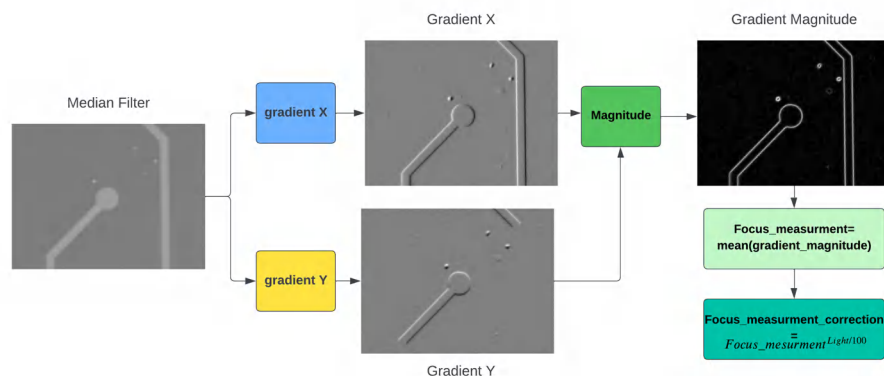 Gradient X
Gradient Magnitude
Median Filter
gradient X
Magnitude
gradient Y
Focus_measurment=
mean(gradient_magnitude)
Focus_measurment_correction
=
Focus_mesurment^{Light/100}
Gradient Y